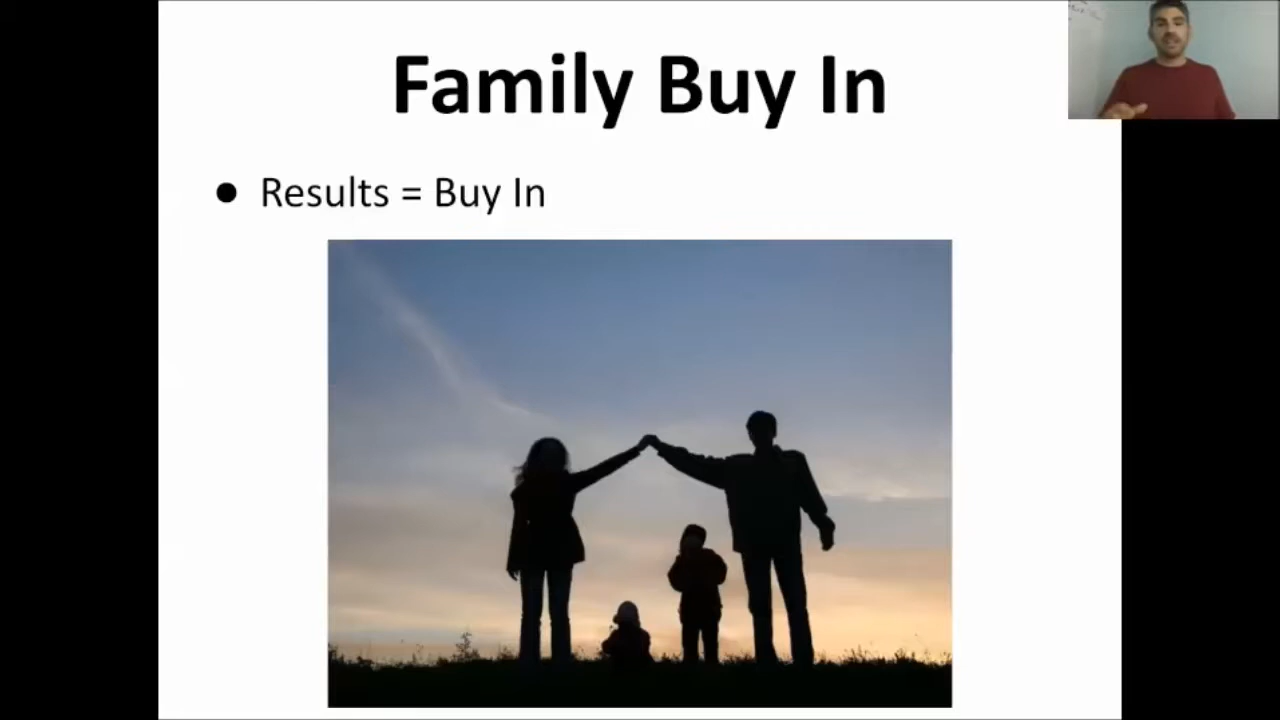 Family Buy In
● Results = Buy In